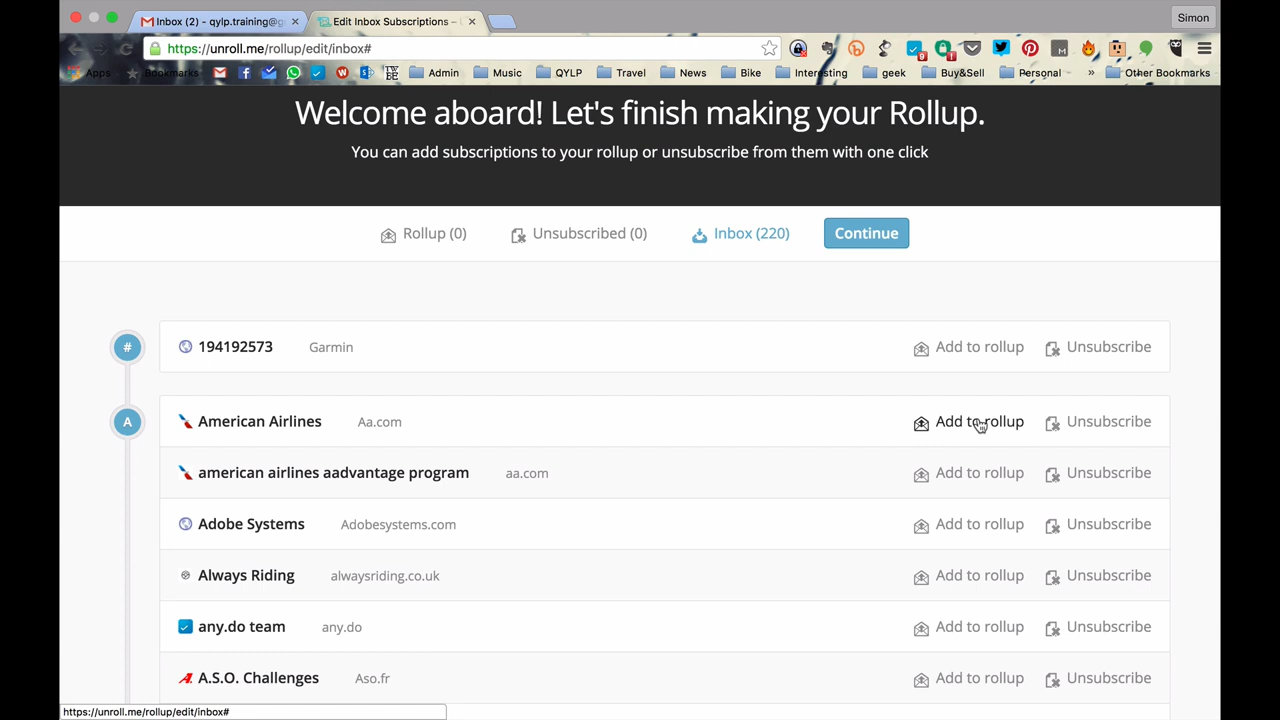 Inbox (2) - qylp.training@g
Edit Inbox Subscriptions –
Simon
https://unroll.me/rollup/edit/inbox#
Apps
Bookmarks
Admin
Music
QYLP
Travel
News
Bike
Interesting
geek
Buy&Sell
Personal
»
Other Bookmarks
Welcome aboard! Let's finish making your Rollup.
You can add subscriptions to your rollup or unsubscribe from them with one click
Rollup (0) Unsubscribed (0) Inbox (220) Continue
# 194192573 Garmin Add to rollup Unsubscribe
A American Airlines Aa.com Add to rollup Unsubscribe
american airlines aadvantage program aa.com Add to rollup Unsubscribe
Adobe Systems Adobesystems.com Add to rollup Unsubscribe
Always Riding alwaysriding.co.uk Add to rollup Unsubscribe
any.do team any.do Add to rollup Unsubscribe
A.S.O. Challenges Aso.fr Add to rollup Unsubscribe
https://unroll.me/rollup/edit/inbox#